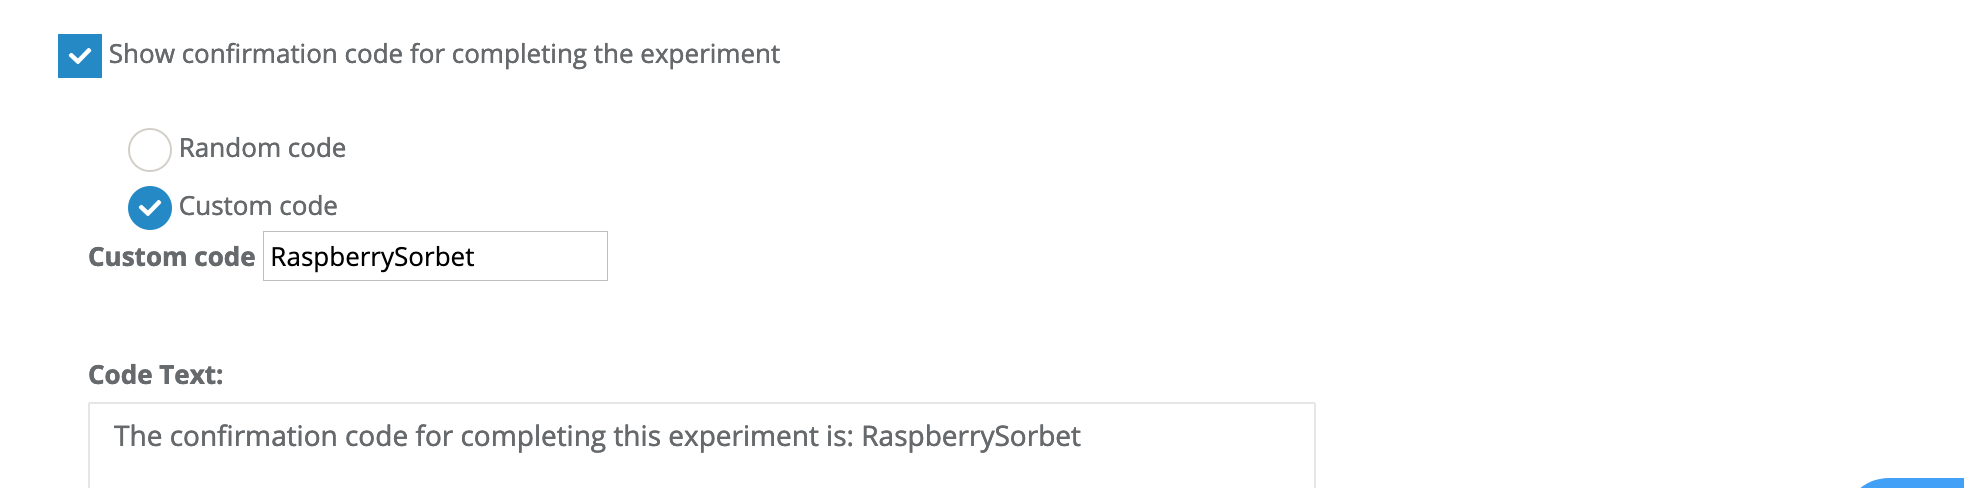 Show confirmation code for completing the experiment
Random code
Custom code
Custom code RaspberrySorbet
Code Text:
The confirmation code for completing this experiment is: RaspberrySorbet